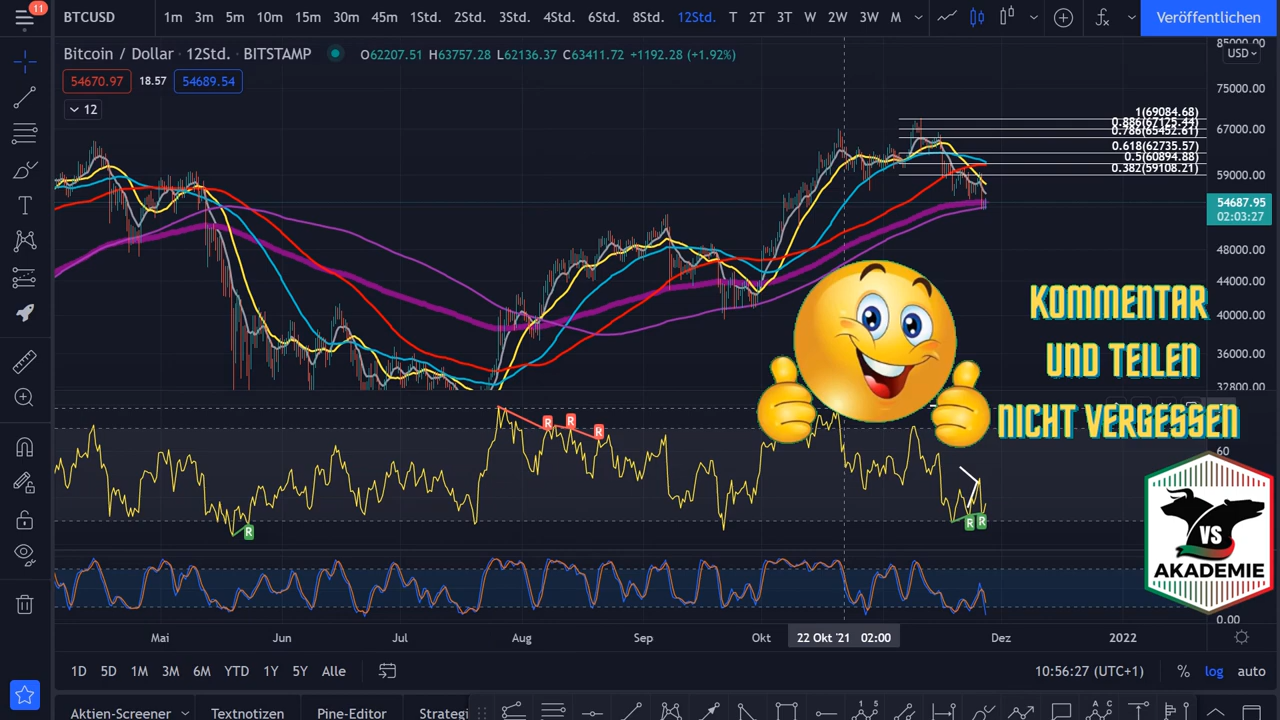 11
BTCUSD
1m 3m 5m 10m 15m 30m 45m 1Std. 2Std. 3Std. 4Std. 6Std. 8Std. 12Std. T 2T 3T W 2W 3W M
Veröffentlichen
Bitcoin / Dollar · 12Std. · BITSTAMP
O62207.51 H63757.28 L62136.37 C63411.72 +1192.28 (+1.92%)
54670.97 18.57 54689.54
12
85000.00
USD
75000.00
67000.00
59000.00
54687.95
02:03:27
48000.00
44000.00
40000.00
36000.00
32800.00
1(69084.68)
0.886(67125.44)
0.786(65452.61)
0.618(62735.57)
0.5(60894.88)
0.382(59108.21)
KOMMENTAR
UND TEILEN
NICHT VERGESSEN
60
R R R
R R R
VS
AKADEMIE
0.00
Mai Jun Jul Aug Sep Okt 22 Okt '21 02:00 Dez 2022
1D 5D 1M 3M 6M YTD 1Y 5Y Alle
10:56:27 (UTC+1) % log auto
Aktien-Screener Textnotizen Pine-Editor Strategi